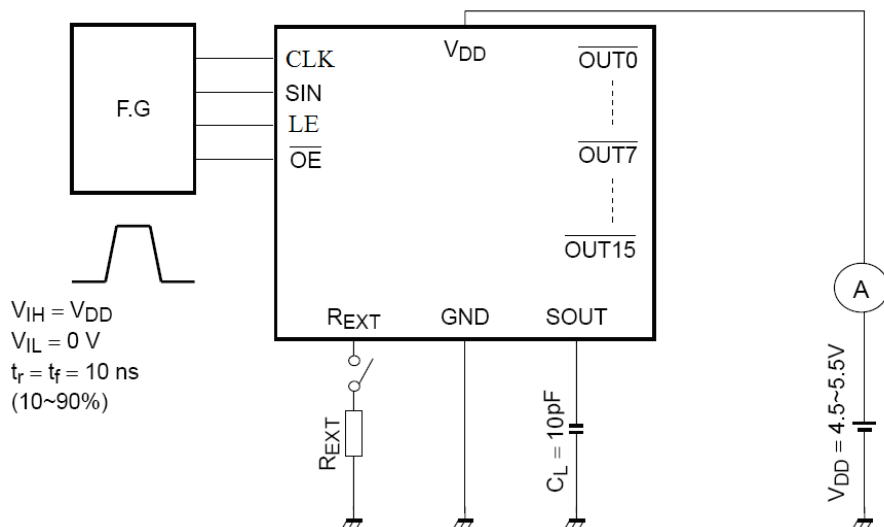 F.G
CLK
SIN
LE
OE
VDD
OUT0
OUT7
OUT15
REXT
GND
SOUT
A
VIH = VDD
VIL = 0 V
tr = tf = 10 ns
(10~90%)
REXT
CL = 10pF
VDD = 4.5~5.5V